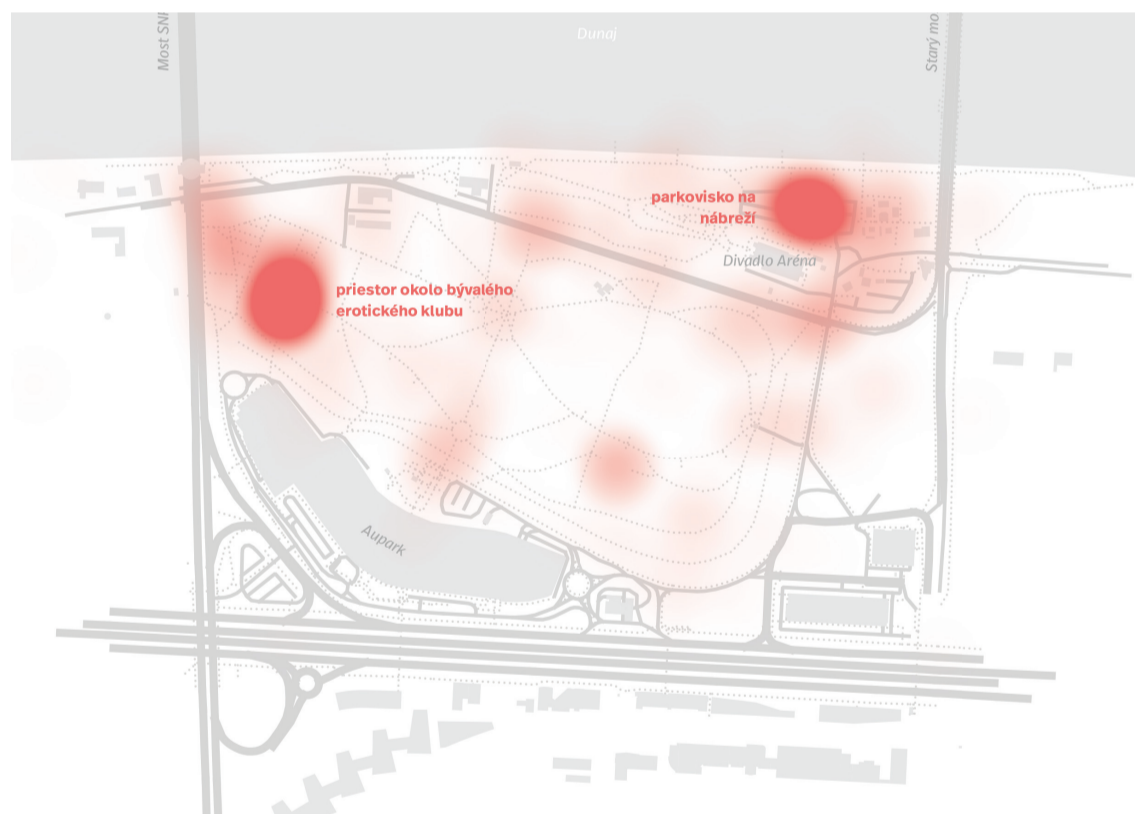 Most SNP
Dunaj
Starý mo
parkovisko na
nábreží
Divadlo Aréna
priestor okolo bývalého
erotického klubu
Aupark